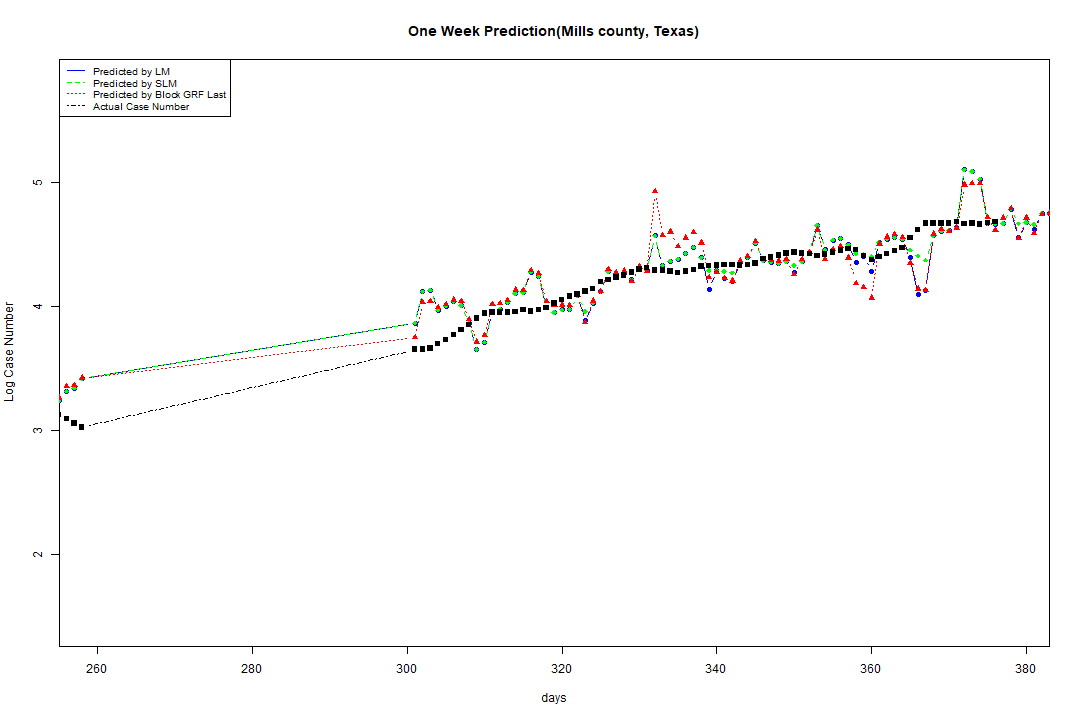 One Week Prediction(Mills county, Texas)
Predicted by LM
Predicted by SLM
Predicted by Block GRF Last
Actual Case Number
5
4
3
2
Log Case Number
260 280 300 320 340 360 380
days